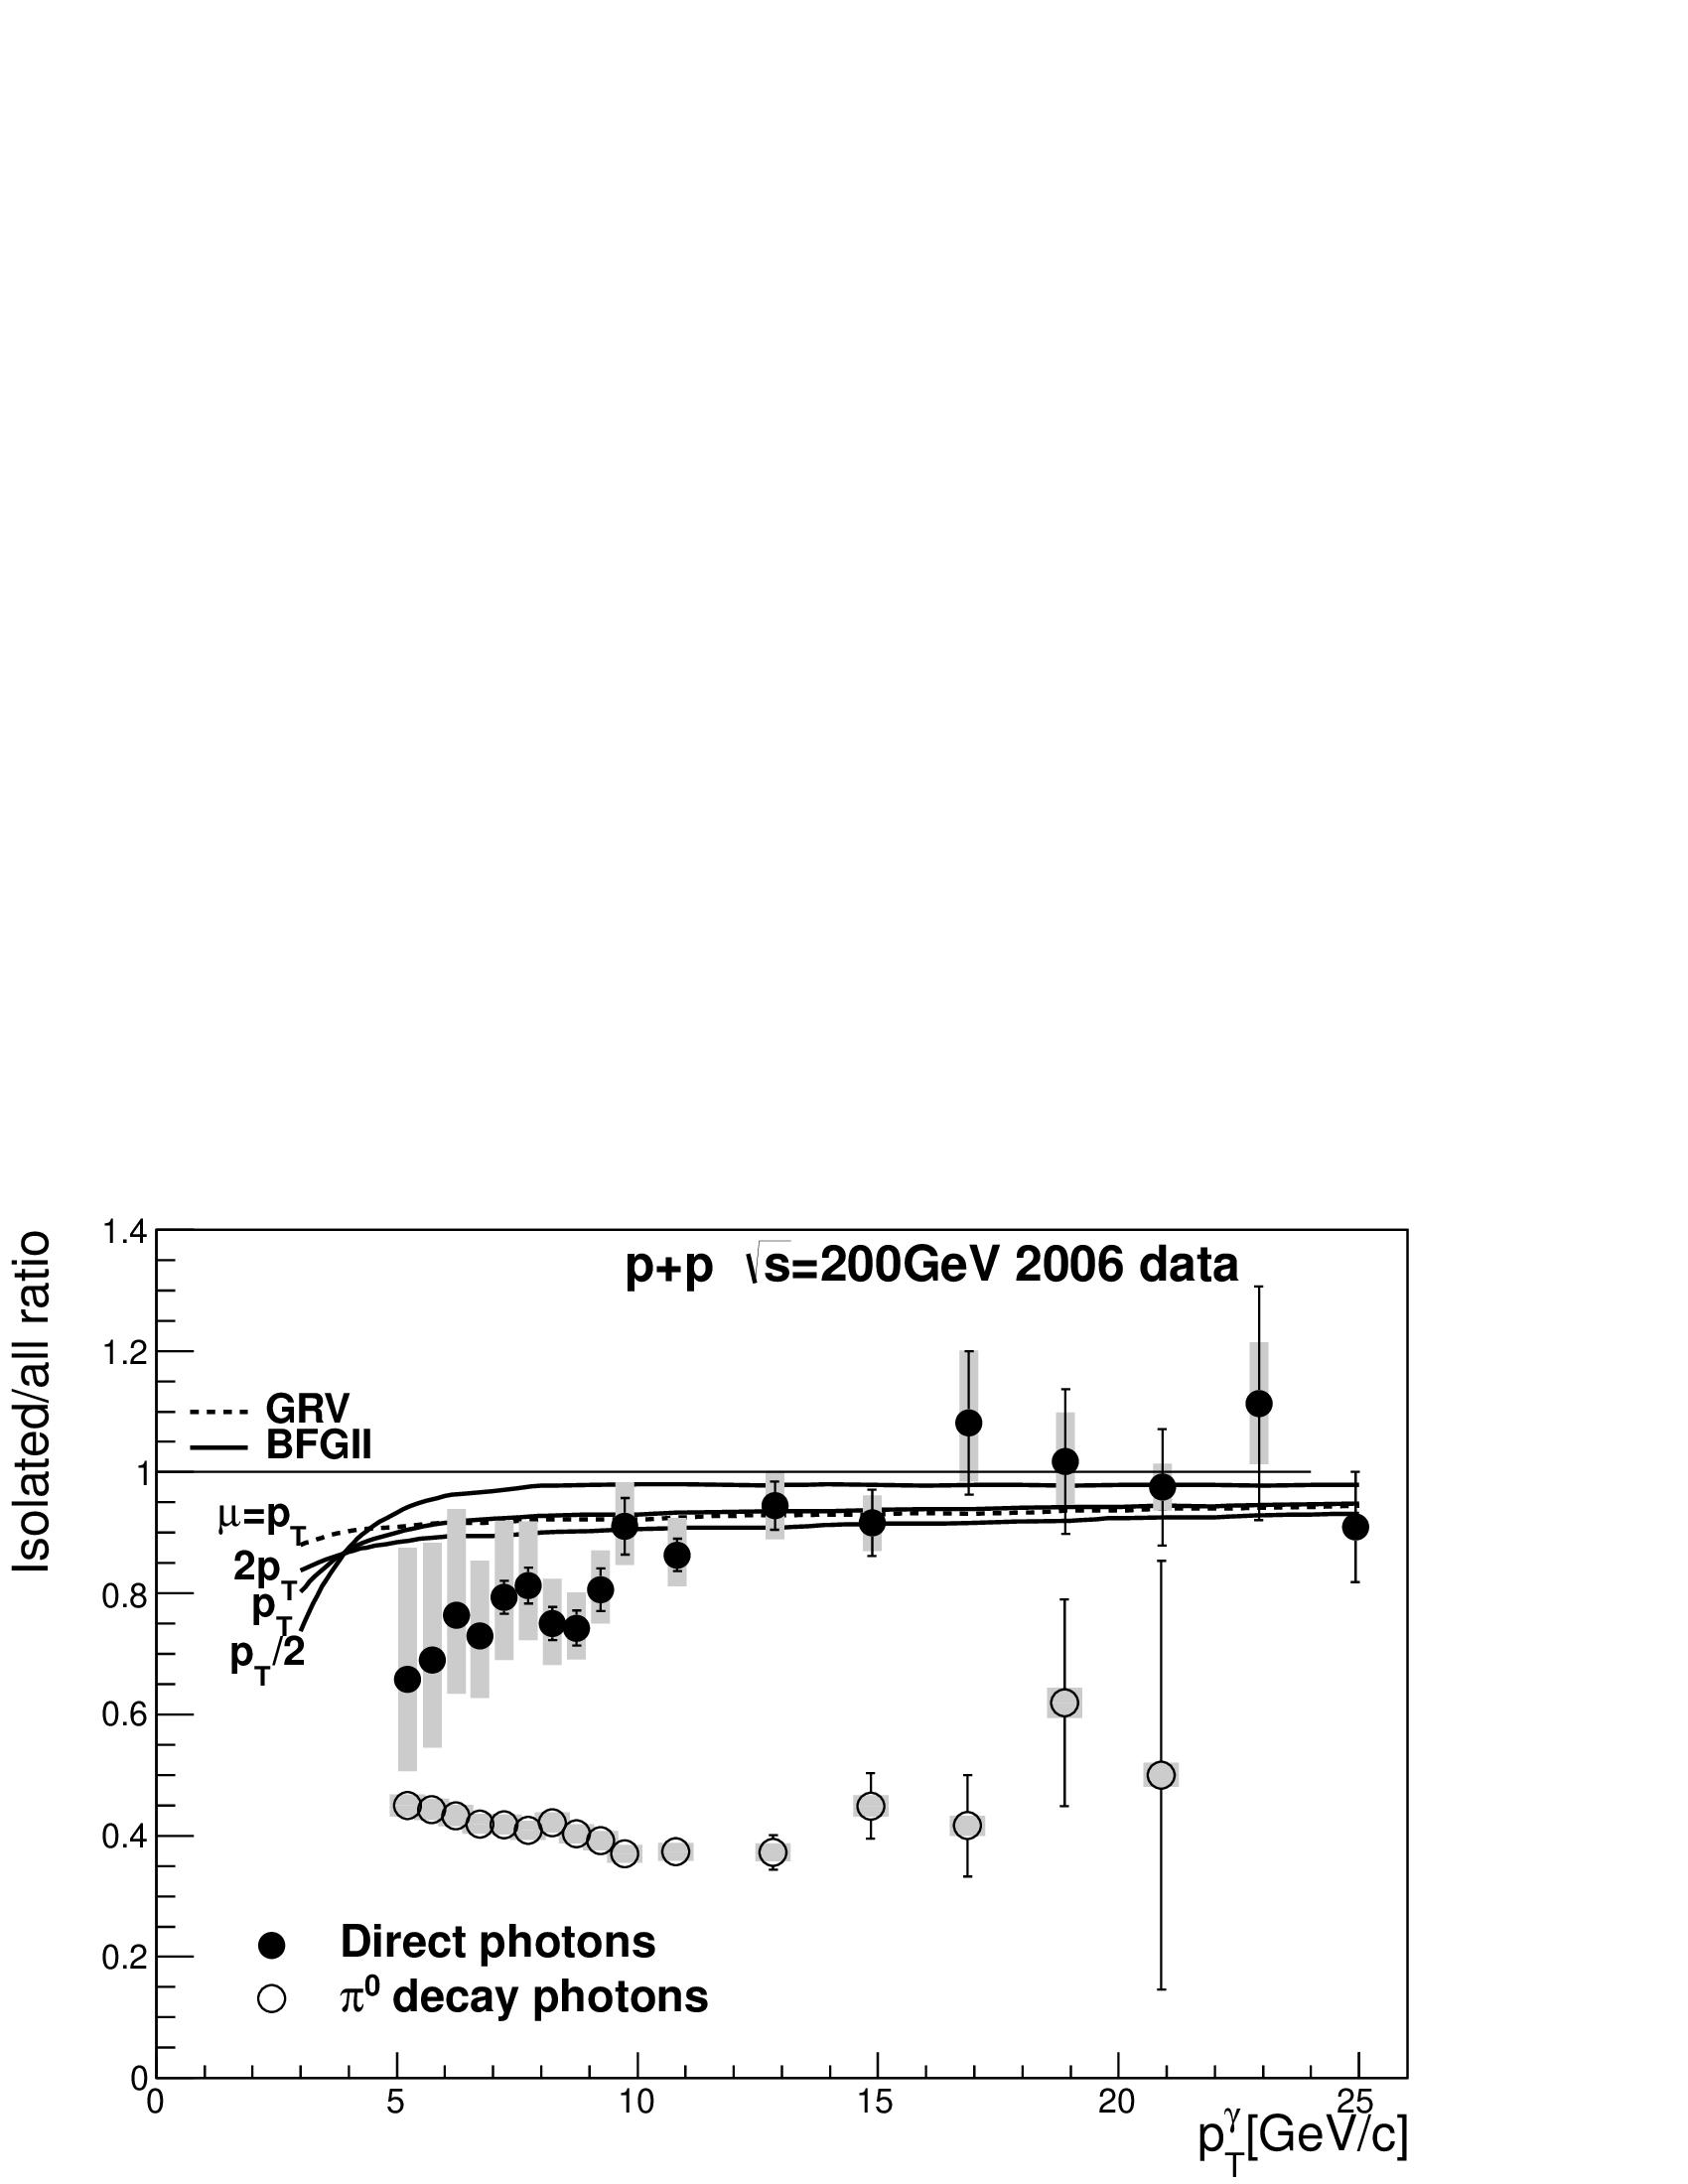 Isolated/all ratio
p+p √s=200GeV 2006 data
1.4
1.2
1
0.8
0.6
0.4
0.2
0
GRV
BFGII
μ=pT
2pT
pT
pT/2
Direct photons
π0 decay photons
0 5 10 15 20 25
pTγ[GeV/c]